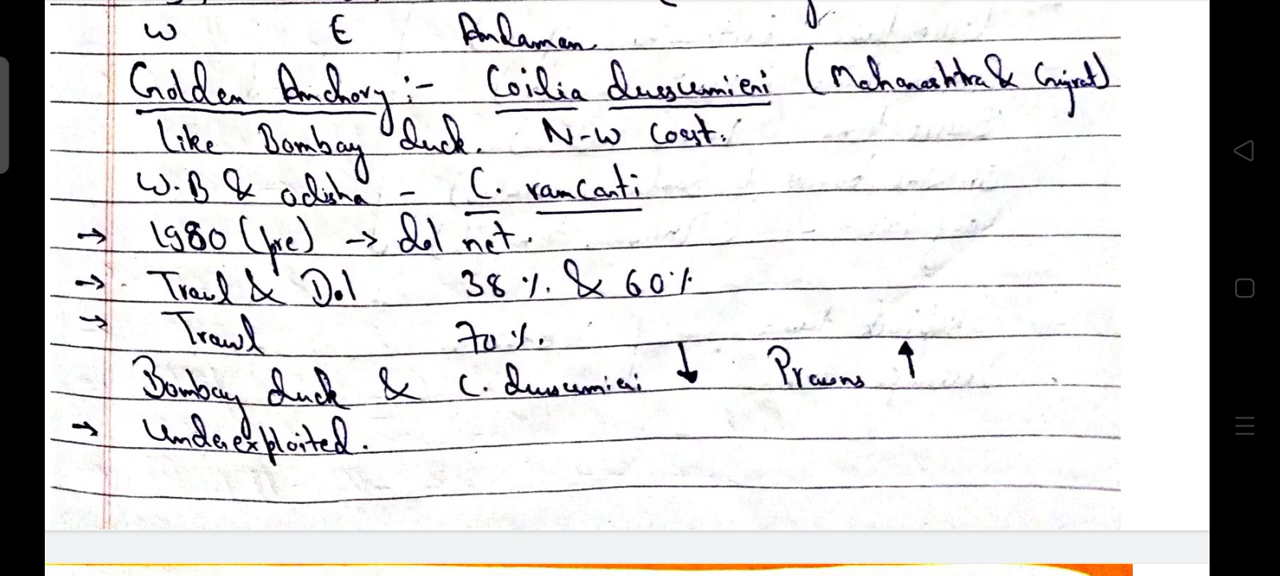 W E Andaman
Golden Anchovy :- Coilia dussumieri (Maharashtra & Gujrat)
like Bombay duck. N-W Coast.
W.B & odisha - C. ramcanti
→ 1980 (pre) → dol net.
→ Trawl & Dol 38 % & 60 %
→ Trawl 70 %.
Bombay duck & C. dussumieri ↓ Prawns ↑
→ Underexploited.